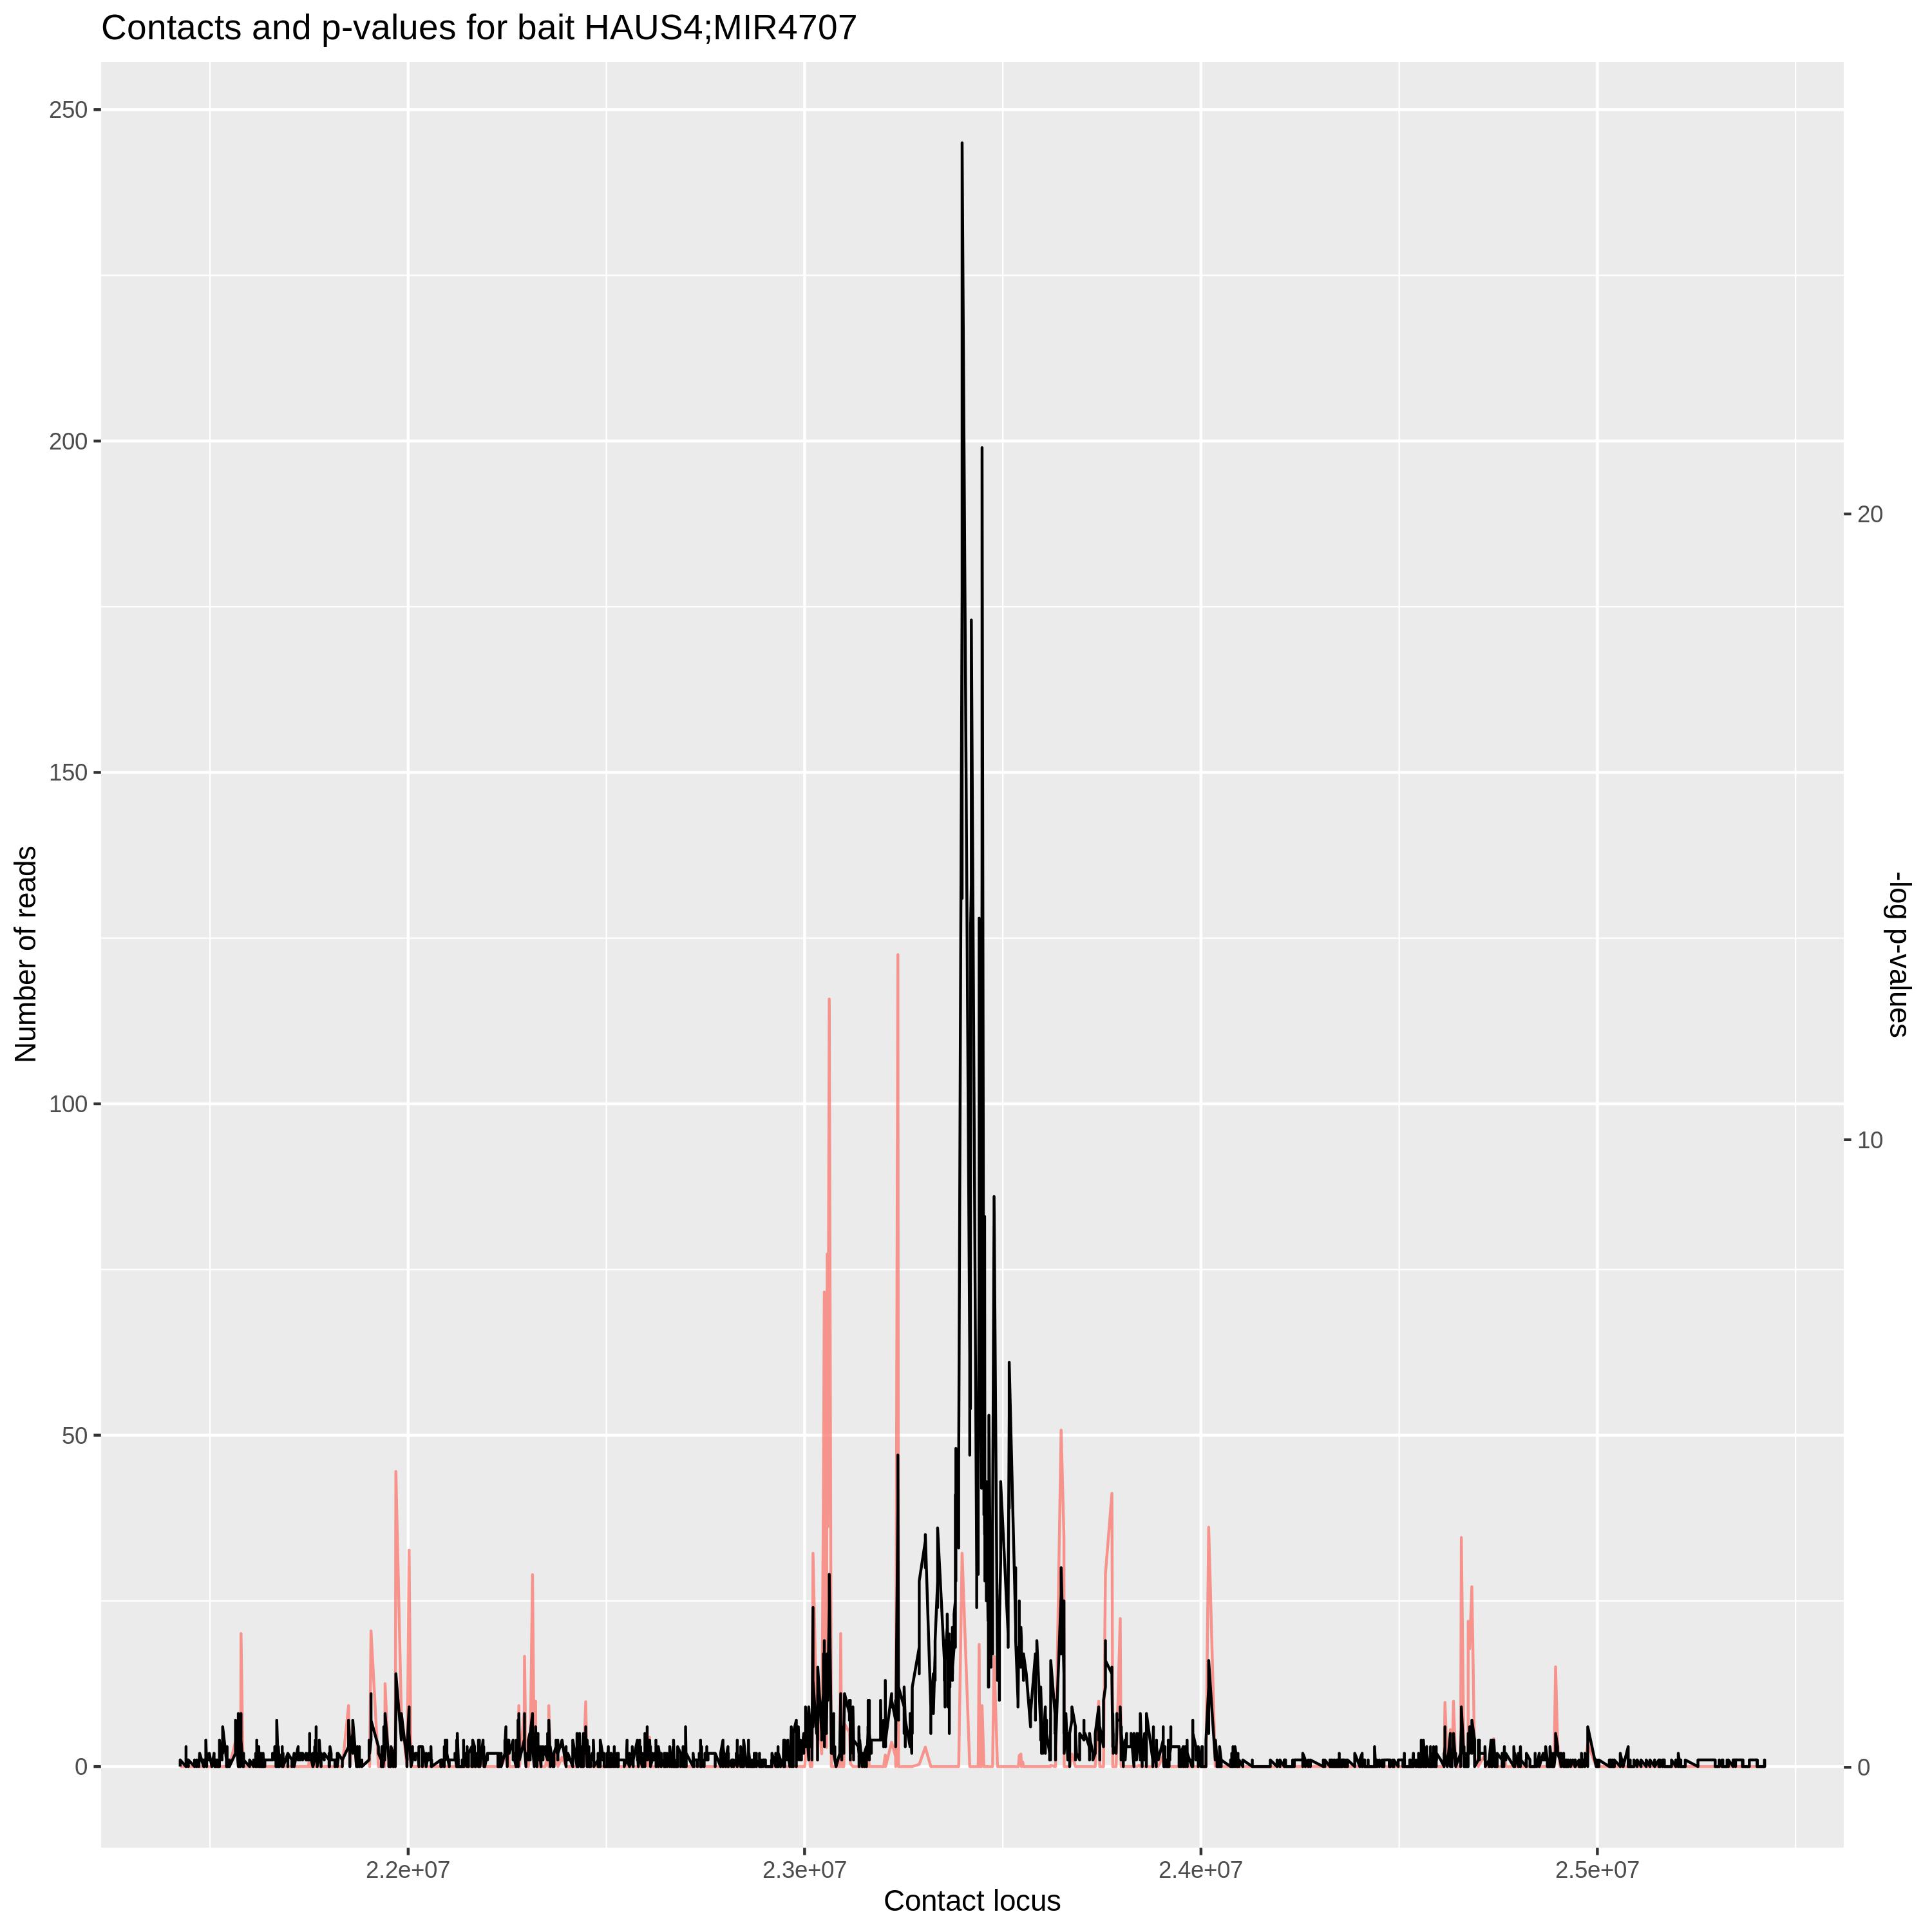 Contacts and p-values for bait HAUS4;MIR4707
250
200
150
100
50
0
Number of reads
20
10
0
-log p-values
2.2e+07
2.3e+07
2.4e+07
2.5e+07
Contact locus